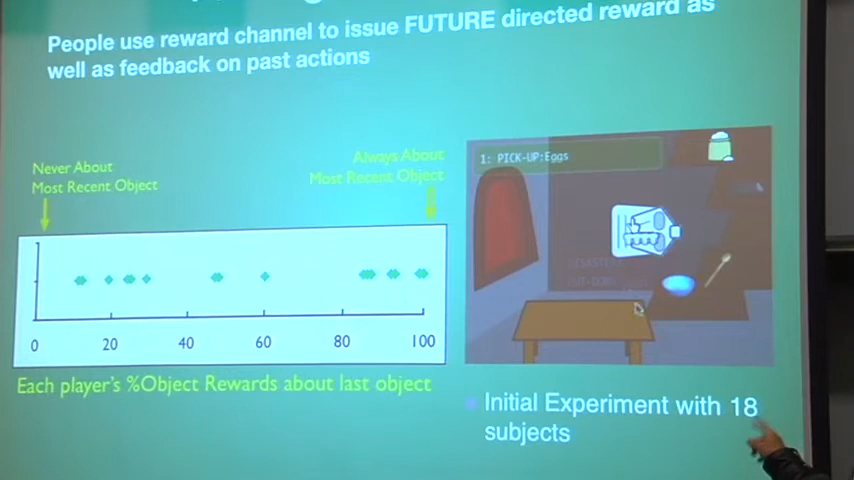 People use reward channel to issue FUTURE directed reward as
well as feedback on past actions
Never About
Most Recent Object
Always About
Most Recent Object
1: PICK-UP:Eggs
0 20 40 60 80 100
Each player's %Object Rewards about last object
Initial Experiment with 18
subjects